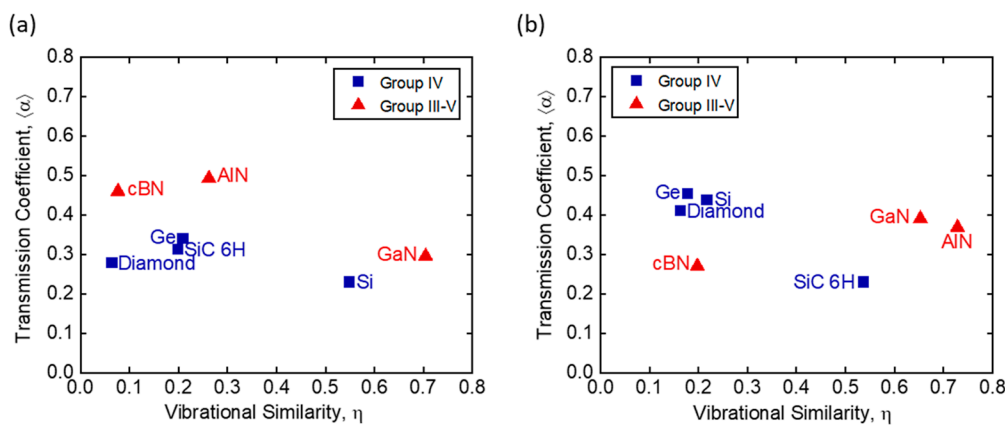 (a)
Transmission Coefficient, ⟨α⟩
0.8
0.7
0.6
0.5
0.4
0.3
0.2
0.1
0.0
Group IV
Group III-V
cBN
AlN
Ge
SiC 6H
Diamond
GaN
Si
0.0 0.1 0.2 0.3 0.4 0.5 0.6 0.7 0.8
Vibrational Similarity, η
(b)
Transmission Coefficient, ⟨α⟩
0.8
0.7
0.6
0.5
0.4
0.3
0.2
0.1
0.0
Group IV
Group III-V
Ge
Si
Diamond
GaN
AlN
cBN
SiC 6H
0.0 0.1 0.2 0.3 0.4 0.5 0.6 0.7 0.8
Vibrational Similarity, η